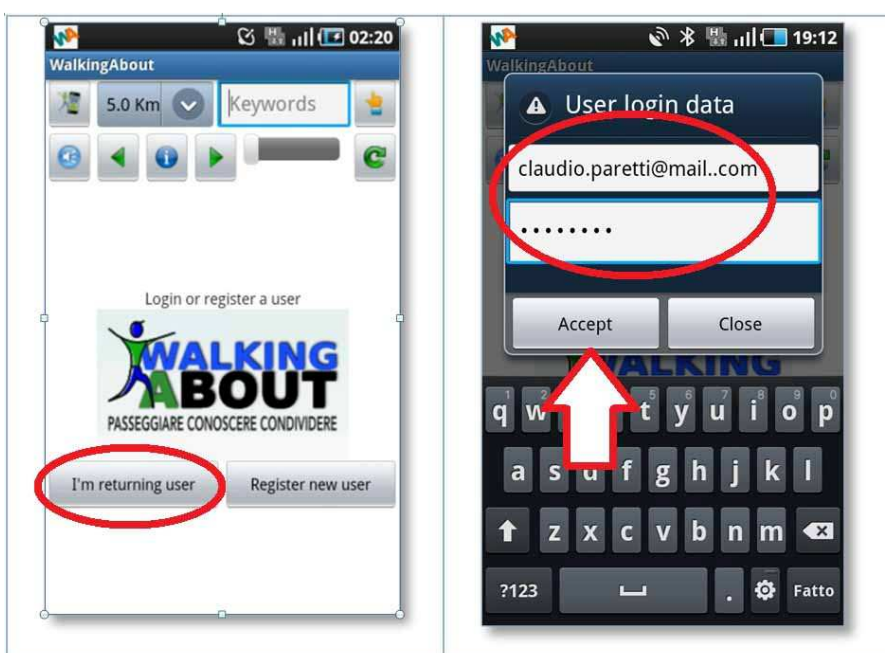 02:20
WalkingAbout
5.0 Km
Keywords
Login or register a user
WALKING
ABOUT
PASSEGGIARE CONOSCERE CONDIVIDERE
I'm returning user
Register new user
19:12
WalkingAbout
User login data
claudio.paretti@mail..com
........
Accept
Close
WALKING
q w t y u i o p
a s d f g h j k l
z x c v b n m
?123 . Fatto